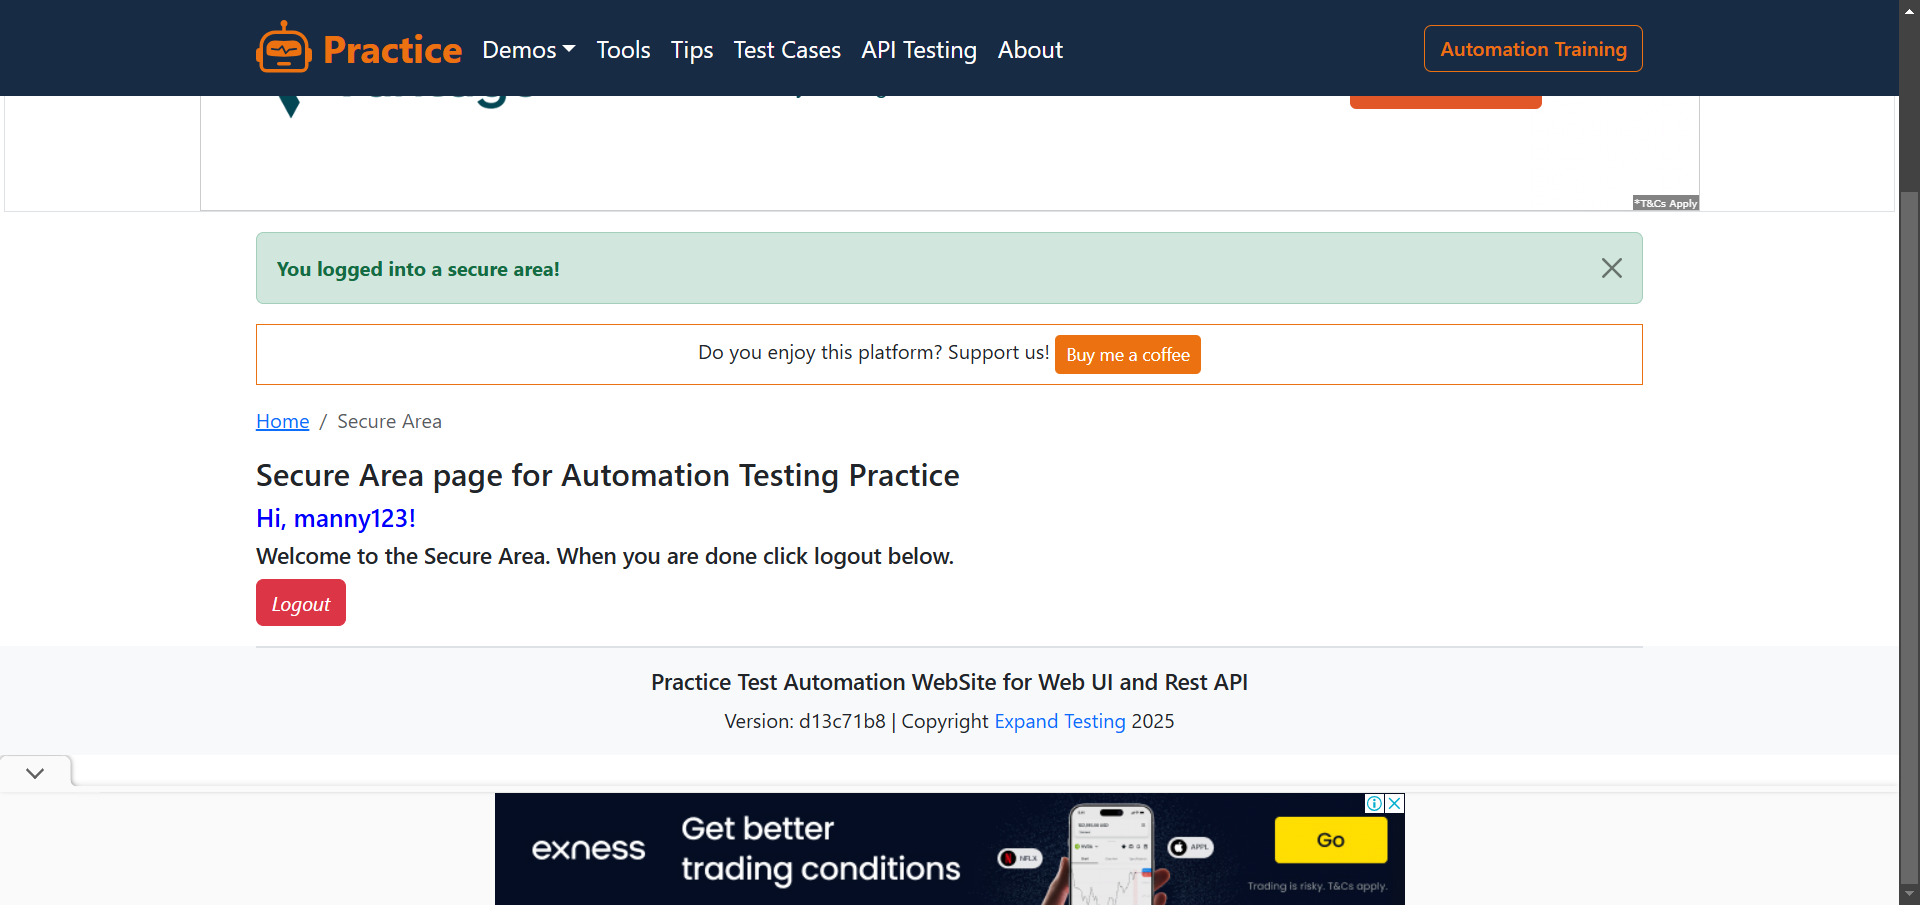 Practice Demos Tools Tips Test Cases API Testing About Automation Training
*T&Cs Apply
You logged into a secure area!
Do you enjoy this platform? Support us! Buy me a coffee
Home / Secure Area
Secure Area page for Automation Testing Practice
Hi, manny123!
Welcome to the Secure Area. When you are done click logout below.
Logout
Practice Test Automation WebSite for Web UI and Rest API
Version: d13c71b8 | Copyright Expand Testing 2025
exness
Get better
trading conditions
NFLX
APPL
Go
Trading is risky. T&Cs apply.